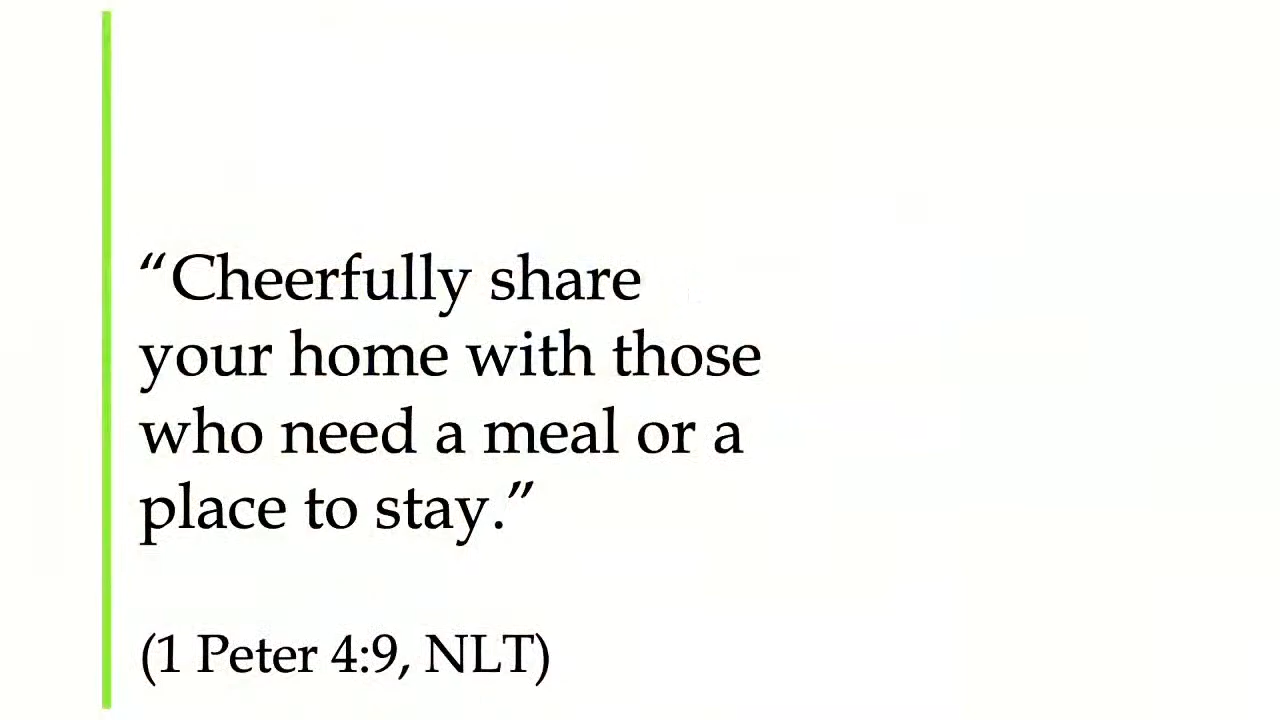 “Cheerfully share
your home with those
who need a meal or a
place to stay.”
(1 Peter 4:9, NLT)